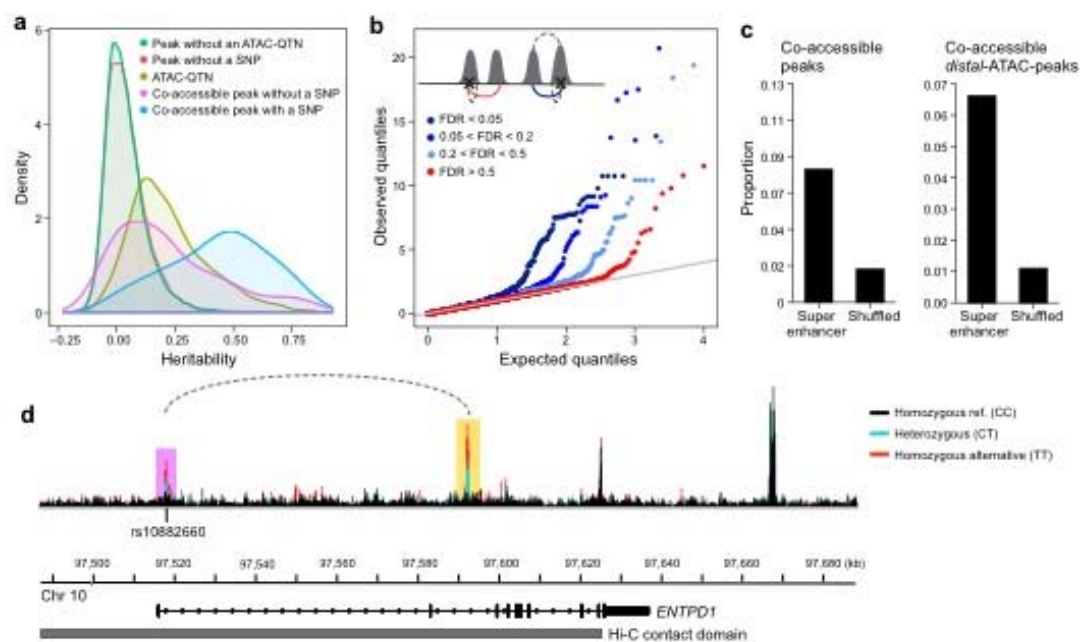 a
6
4
2
0
Density
−0.25
0.00
0.25
0.50
0.75
Heritability
Peak without an ATAC-QTN
Peak without a SNP
ATAC-QTN
Co-accessible peak without a SNP
Co-accessible peak with a SNP
b
20
15
10
5
0
Observed quantiles
0
1
2
3
4
Expected quantiles
FDR < 0.05
0.05 < FDR < 0.2
0.2 < FDR < 0.5
FDR > 0.5
c
Co-accessible
peaks
Proportion
0.13
0.11
0.09
0.07
0.04
0.02
0.00
Super
enhancer
Shuffled
Co-accessible
distal-ATAC-peaks
0.07
0.06
0.05
0.04
0.03
0.02
0.01
0.00
Super
enhancer
Shuffled
d
Homozygous ref. (CC)
Heterozygous (CT)
Homozygous alternative (TT)
rs10882660
97,500
97,520
97,540
97,560
97,580
97,600
97,620
97,640
97,660
97,680 (kb)
Chr 10
ENTPD1
Hi-C contact domain